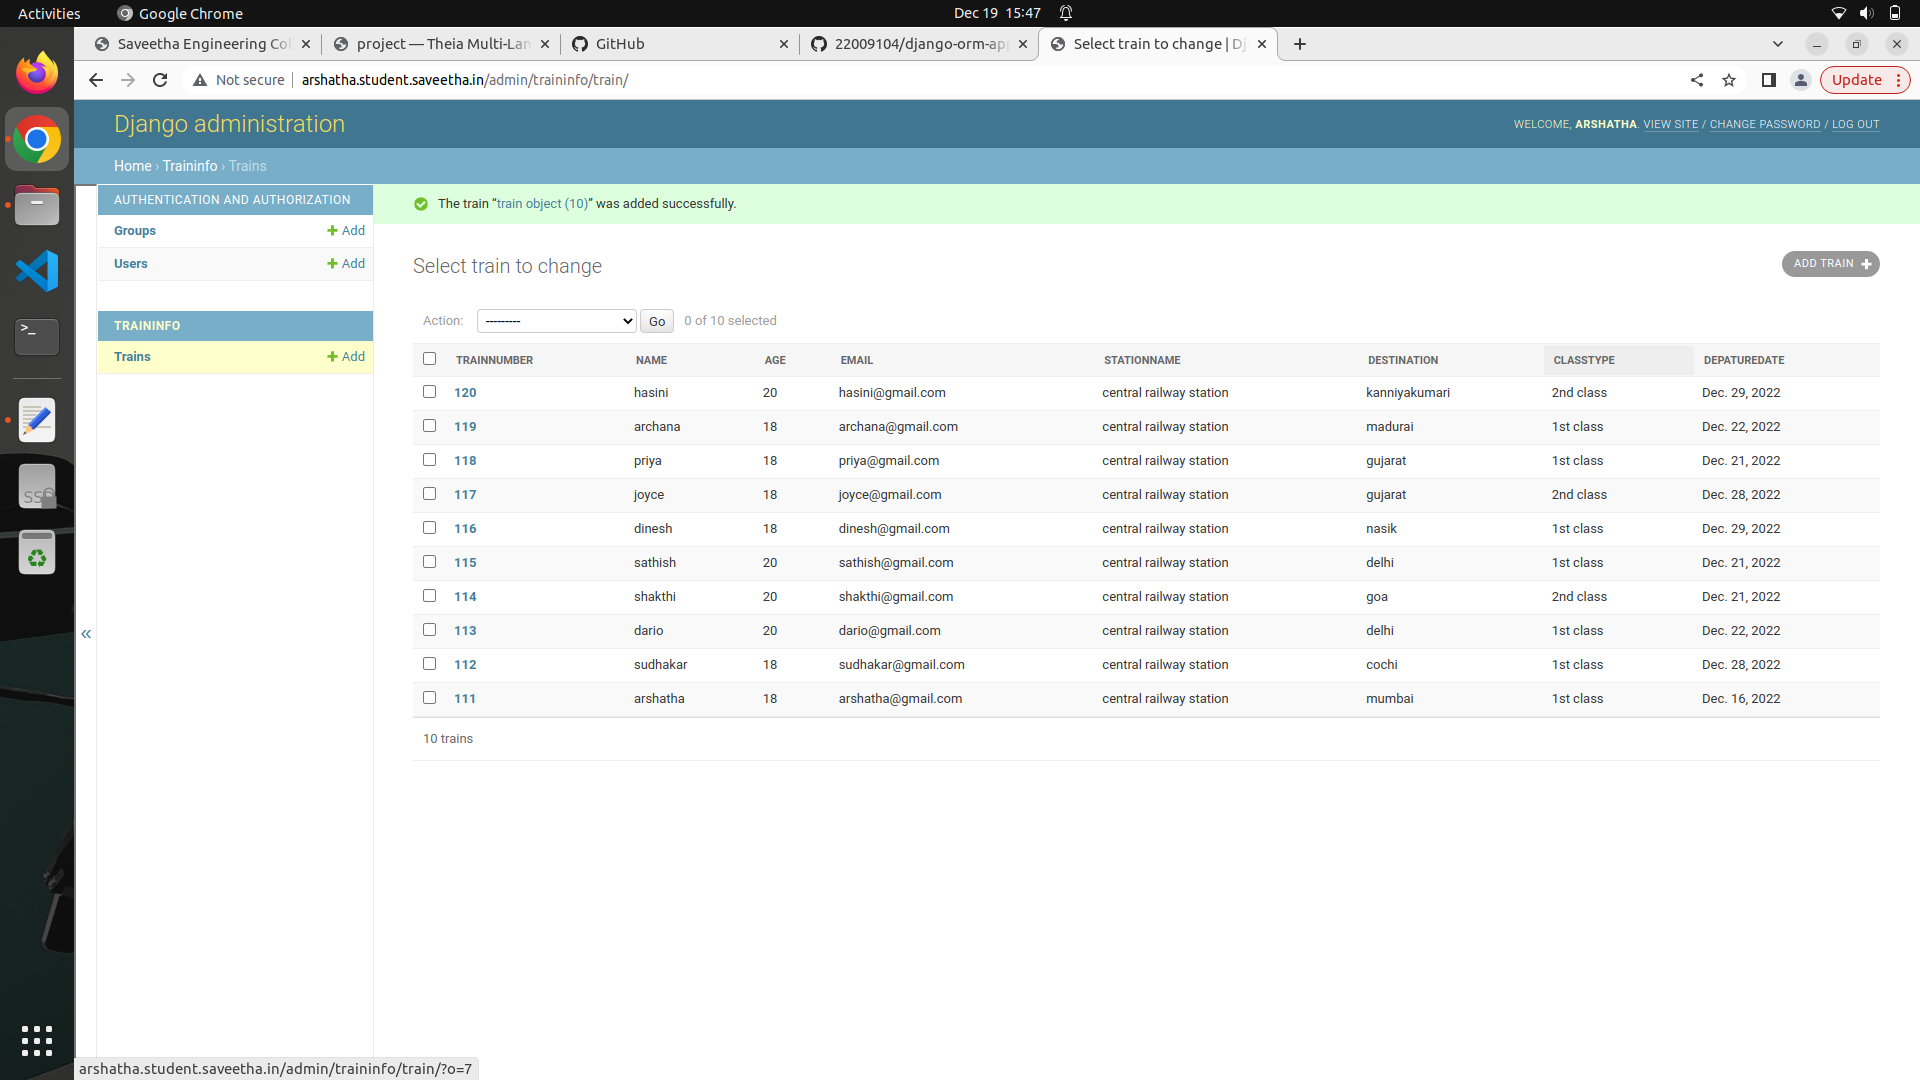 Activities Google Chrome Dec 19 15:47
Saveetha Engineering Col project — Theia Multi-Lan GitHub 22009104/django-orm-app Select train to change | Dj
Not secure arshatha.student.saveetha.in/admin/traininfo/train/ Update
Django administration WELCOME, ARSHATHA. VIEW SITE / CHANGE PASSWORD / LOG OUT
Home › Traininfo › Trains
AUTHENTICATION AND AUTHORIZATION
Groups Add
Users Add
TRAININFO
Trains Add
The train “train object (10)” was added successfully.
Select train to change ADD TRAIN
Action: --------- Go 0 of 10 selected
TRAINNUMBER NAME AGE EMAIL STATIONNAME DESTINATION CLASSTYPE DEPATUREDATE
120 hasini 20 hasini@gmail.com central railway station kanniyakumari 2nd class Dec. 29, 2022
119 archana 18 archana@gmail.com central railway station madurai 1st class Dec. 22, 2022
118 priya 18 priya@gmail.com central railway station gujarat 1st class Dec. 21, 2022
117 joyce 18 joyce@gmail.com central railway station gujarat 2nd class Dec. 28, 2022
116 dinesh 18 dinesh@gmail.com central railway station nasik 1st class Dec. 29, 2022
115 sathish 20 sathish@gmail.com central railway station delhi 1st class Dec. 21, 2022
114 shakthi 20 shakthi@gmail.com central railway station goa 2nd class Dec. 21, 2022
113 dario 20 dario@gmail.com central railway station delhi 1st class Dec. 22, 2022
112 sudhakar 18 sudhakar@gmail.com central railway station cochi 1st class Dec. 28, 2022
111 arshatha 18 arshatha@gmail.com central railway station mumbai 1st class Dec. 16, 2022
10 trains
«
>_
SS
arshatha.student.saveetha.in/admin/traininfo/train/?o=7